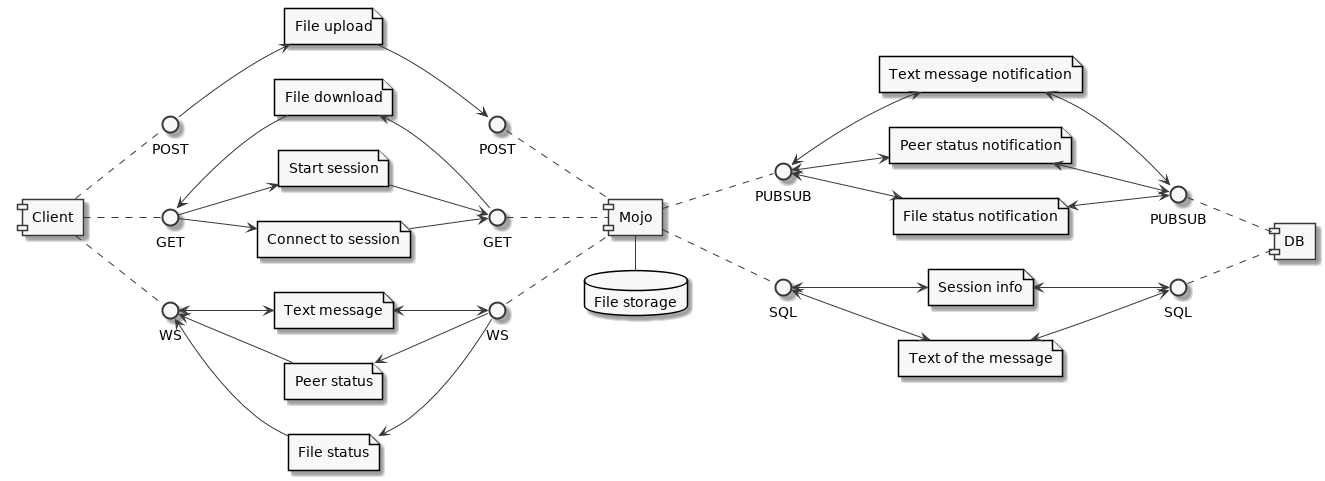 File upload
File download
POST
POST
Start session
Client
GET
Connect to session
GET
Mojo
Text message
WS
WS
File storage
Peer status
File status
Text message notification
Peer status notification
PUBSUB
File status notification
PUBSUB
DB
Session info
SQL
SQL
Text of the message